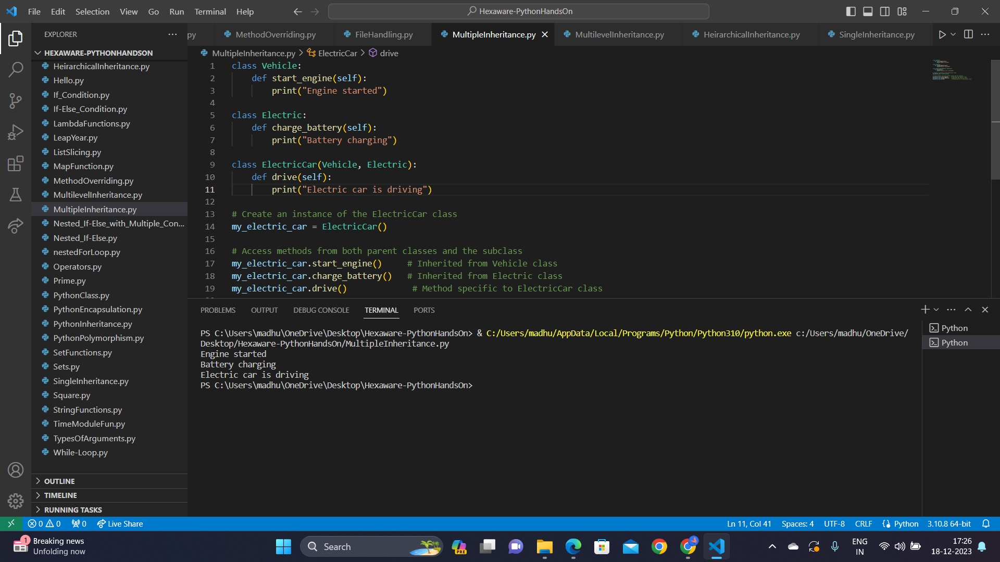 File Edit Selection View Go Run Terminal Help
Hexaware-PythonHandsOn
EXPLORER
py MethodOverriding.py FileHandling.py MultipleInheritance.py MultilevelInheritance.py HeirarchicalInheritance.py SingleInheritance.py
HEXAWARE-PYTHONHANDSON
HeirarchicalInheritance.py
Hello.py
If_Condition.py
If-Else_Condition.py
LambdaFunctions.py
LeapYear.py
ListSlicing.py
MapFunction.py
MethodOverriding.py
MultilevelInheritance.py
MultipleInheritance.py
Nested_If-Else_with_Multiple_Con...
Nested_If-Else.py
nestedForLoop.py
Operators.py
Prime.py
PythonClass.py
PythonEncapsulation.py
PythonInheritance.py
PythonPolymorphism.py
SetFunctions.py
Sets.py
SingleInheritance.py
Square.py
StringFunctions.py
TimeModuleFun.py
TypesOfArguments.py
While-Loop.py
OUTLINE
TIMELINE
RUNNING TASKS
MultipleInheritance.py > ElectricCar > drive
1 class Vehicle:
2 def start_engine(self):
3 print("Engine started")
4
5 class Electric:
6 def charge_battery(self):
7 print("Battery charging")
8
9 class ElectricCar(Vehicle, Electric):
10 def drive(self):
11 print("Electric car is driving")
12
13 # Create an instance of the ElectricCar class
14 my_electric_car = ElectricCar()
15
16 # Access methods from both parent classes and the subclass
17 my_electric_car.start_engine() # Inherited from Vehicle class
18 my_electric_car.charge_battery() # Inherited from Electric class
19 my_electric_car.drive() # Method specific to ElectricCar class
PROBLEMS OUTPUT DEBUG CONSOLE TERMINAL PORTS
PS C:\Users\madhu\OneDrive\Desktop\Hexaware-PythonHandsOn> & C:/Users/madhu/AppData/Local/Programs/Python/Python310/python.exe c:/Users/madhu/OneDrive/
Desktop/Hexaware-PythonHandsOn/MultipleInheritance.py
Engine started
Battery charging
Electric car is driving
PS C:\Users\madhu\OneDrive\Desktop\Hexaware-PythonHandsOn>
Python
Python
0 0 0 Live Share
Ln 11, Col 41 Spaces: 4 UTF-8 CRLF Python 3.10.8 64-bit
1
Breaking news
Unfolding now
Search
PRE
ENG
IN
17:26
18-12-2023